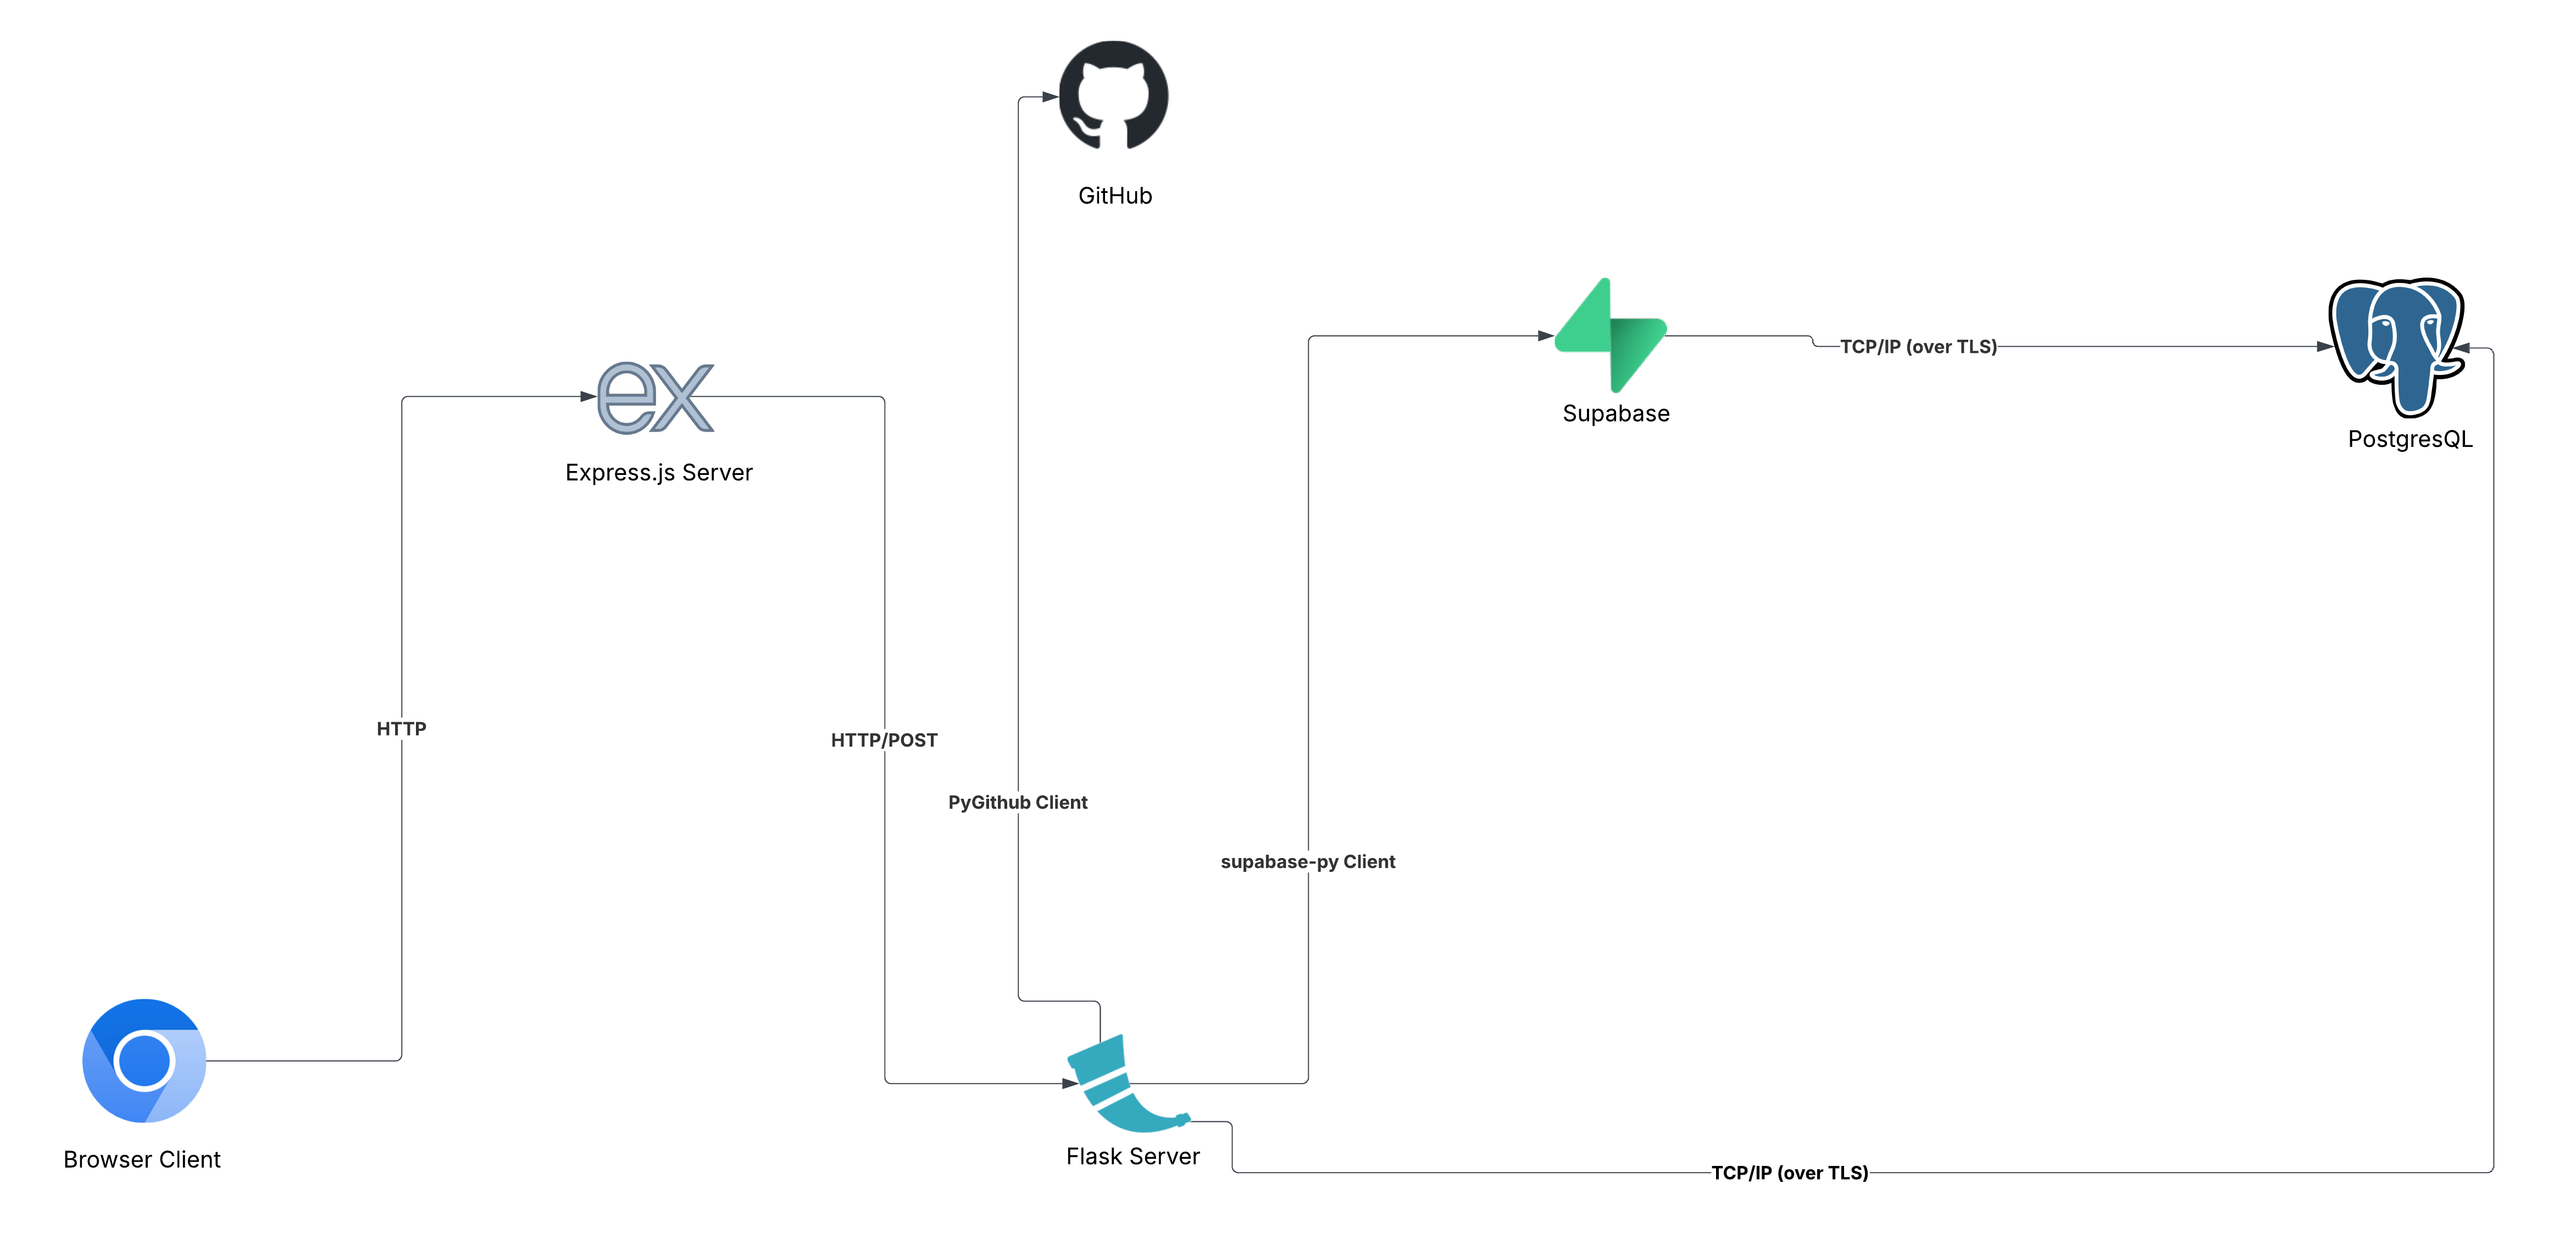 GitHub
Supabase
TCP/IP (over TLS)
PostgresQL
ex
Express.js Server
HTTP
HTTP/POST
PyGithub Client
supabase-py Client
Browser Client
Flask Server
TCP/IP (over TLS)